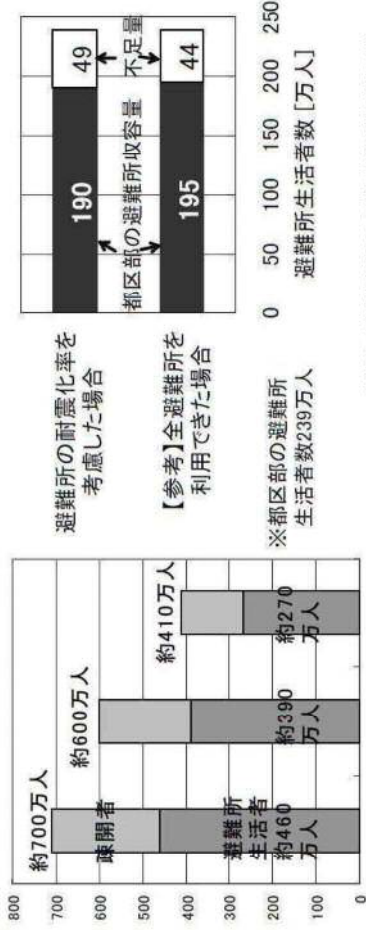 800
700
600
500
400
300
200
100
0
約700万人
疎開者
避難所
生活者
約460
万人
約600万人
約390
万人
約410万人
約270
万人
避難所の耐震化率を
考慮した場合
【参考】全避難所を
利用できた場合
※都区部の避難所
生活者数239万人
190
49
都区部の避難所収容量
不足量
195
44
0
50
100
150
200
250
避難所生活者数 [万人]